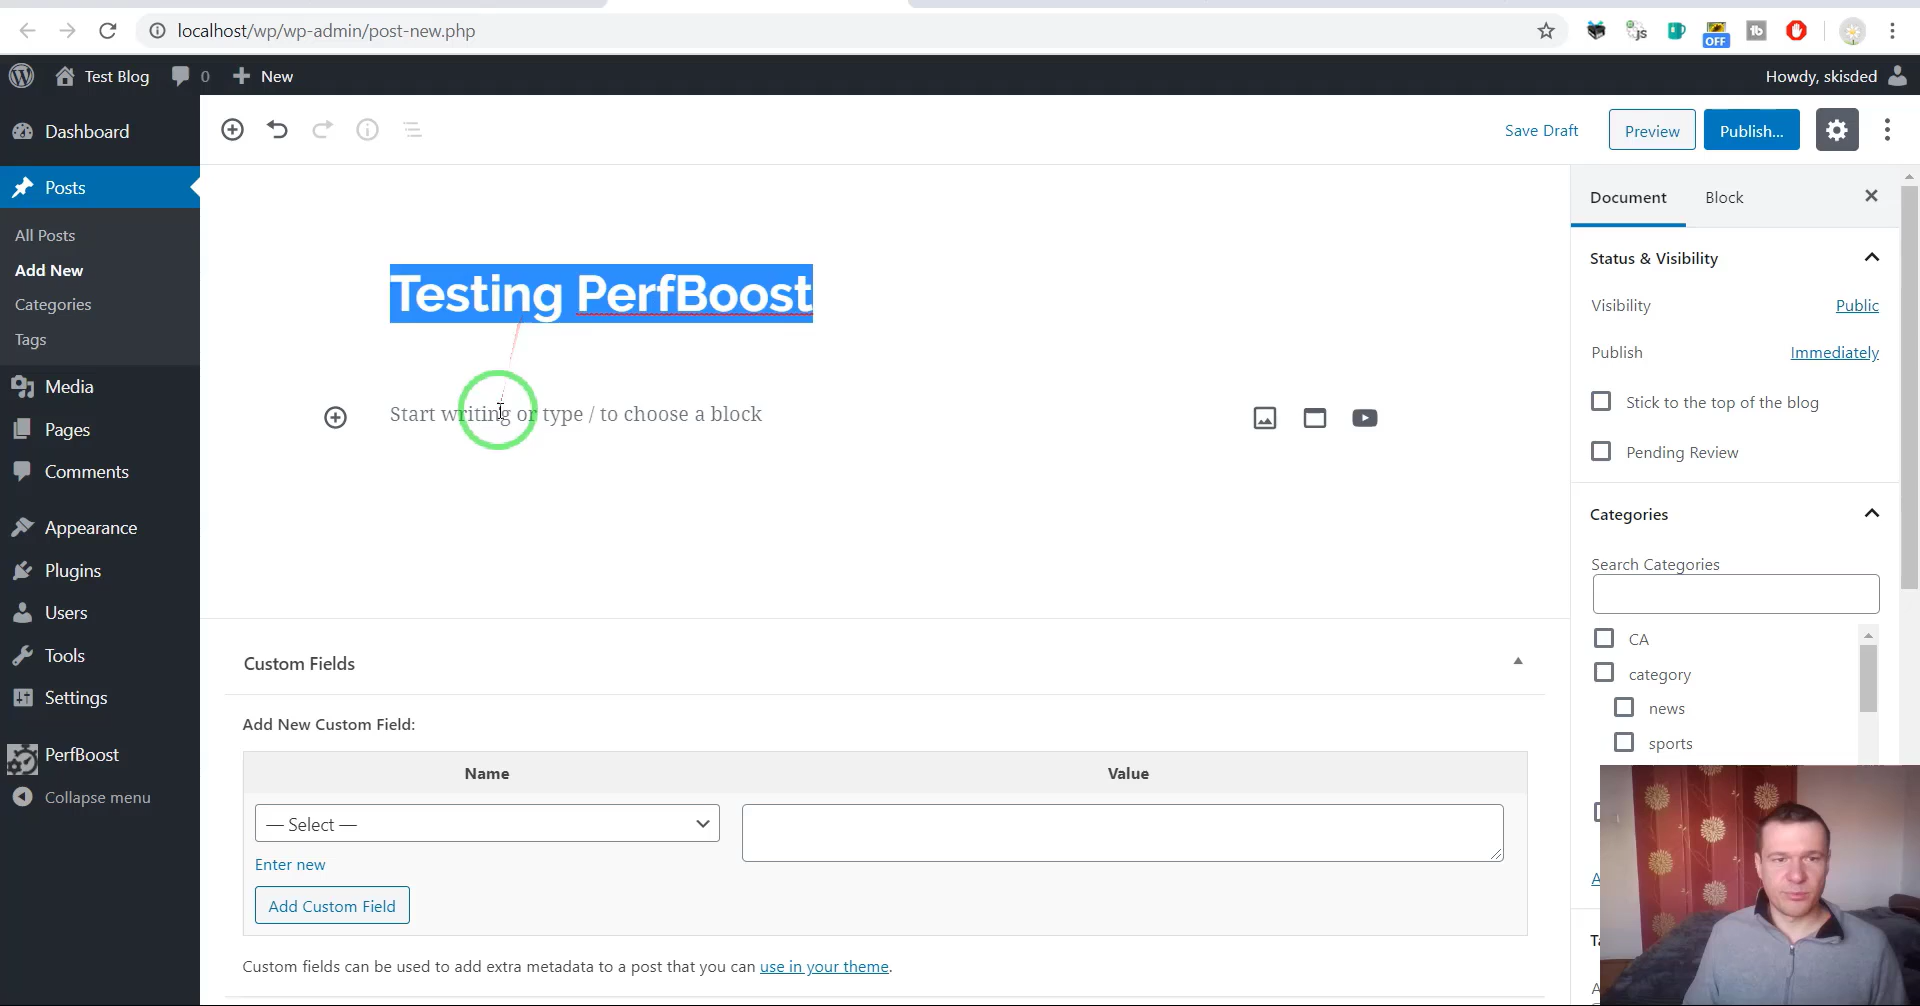 localhost/wp/wp-admin/post-new.php
JS
OFF
tb
Test Blog
0
New
Howdy, skisded
Dashboard
Posts
All Posts
Add New
Categories
Tags
Media
Pages
Comments
Appearance
Plugins
Users
Tools
Settings
PerfBoost
Collapse menu
Save Draft
Preview
Publish...
Testing PerfBoost
Start writing or type / to choose a block
Custom Fields
Add New Custom Field:
Name
Value
— Select —
Enter new
Add Custom Field
Custom fields can be used to add extra metadata to a post that you can use in your theme.
Document
Block
Status & Visibility
Visibility
Public
Publish
Immediately
Stick to the top of the blog
Pending Review
Categories
Search Categories
CA
category
news
sports